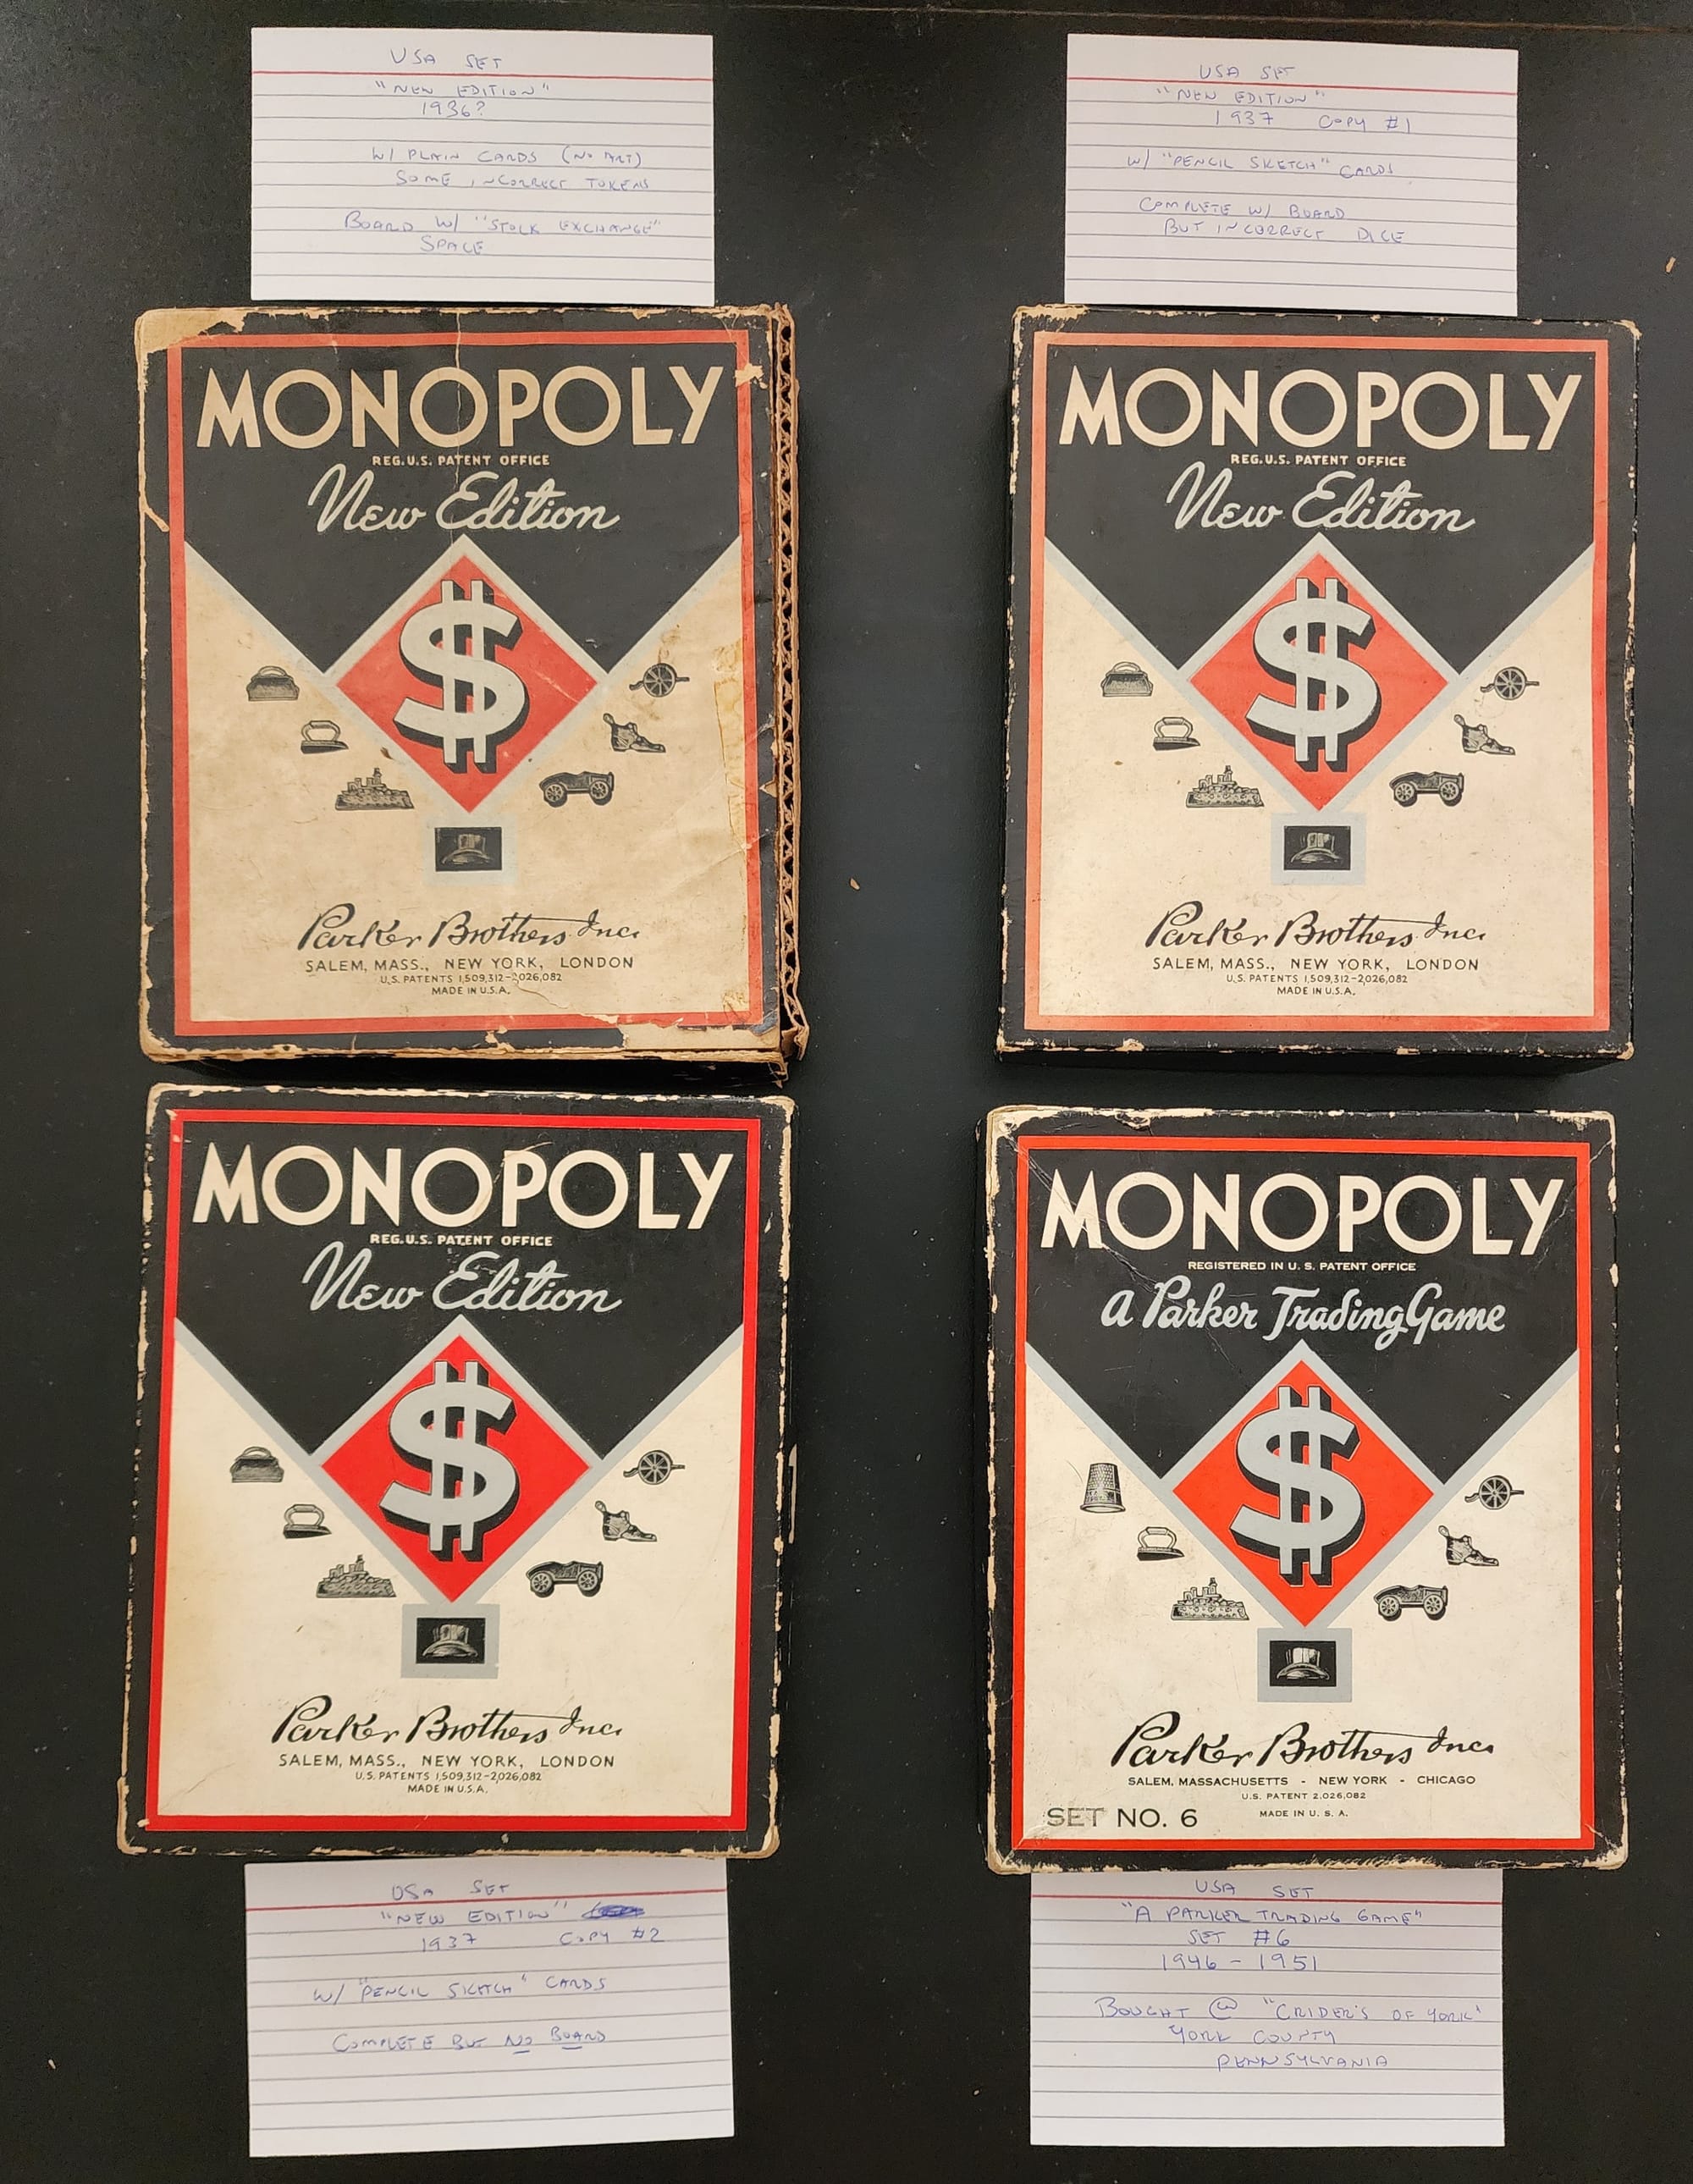 USA SET
"NEW EDITION"
1936?
W/ PLAIN CARDS (NO ART)
SOME INCORRECT TOKENS
BOARD W/ "STOCK EXCHANGE"
SPACE
USA SET
"NEW EDITION"
1937 COPY #1
W/ "PENCIL SKETCH" CARDS
COMPLETE W/ BOARD
BUT INCORRECT DICE
MONOPOLY
REG. U.S. PATENT OFFICE
New Edition
$
Parker Brothers Inc.
SALEM, MASS., NEW YORK, LONDON
U.S. PATENTS 1,509,312-2,026,082
MADE IN U.S.A.
MONOPOLY
REG. U.S. PATENT OFFICE
New Edition
$
Parker Brothers Inc.
SALEM, MASS., NEW YORK, LONDON
U.S. PATENTS 1,509,312-2,026,082
MADE IN U.S.A.
MONOPOLY
REG. U.S. PATENT OFFICE
New Edition
$
Parker Brothers Inc.
SALEM, MASS., NEW YORK, LONDON
U.S. PATENTS 1,509,312-2,026,082
MADE IN U.S.A.
MONOPOLY
REGISTERED IN U. S. PATENT OFFICE
A Parker Trading Game
$
Parker Brothers Inc.
SALEM, MASSACHUSETTS - NEW YORK - CHICAGO
U.S. PATENT 2,026,082
SET NO. 6 MADE IN U. S. A.
USA SET
"NEW EDITION"
1937 COPY #2
W/ "PENCIL SKETCH" CARDS
COMPLETE BUT NO BOARD
USA SET
"A PARKER TRADING GAME"
SET #6
1946 - 1951
BOUGHT @ "CRIDER'S OF YORK"
YORK COUNTY
PENNSYLVANIA